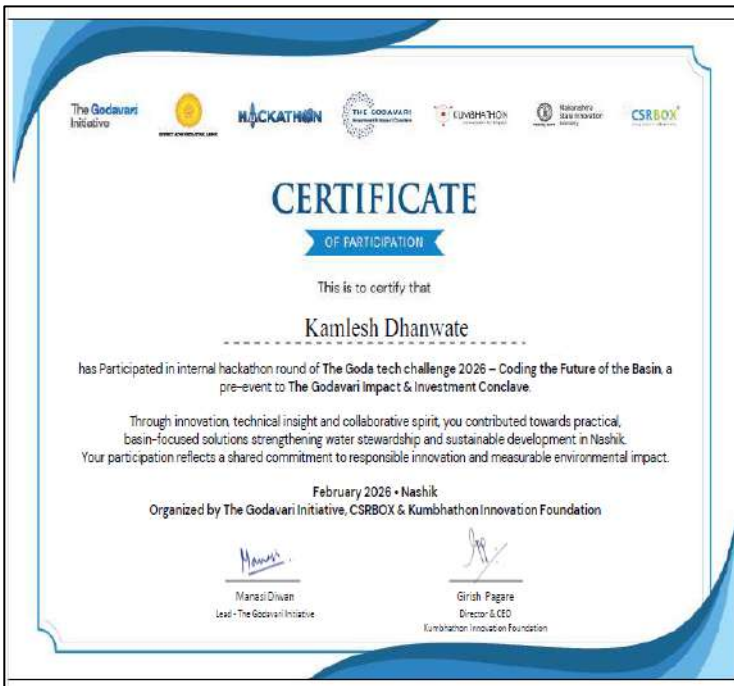 The Godavari
Initiative
HACKATHON
THE GODAVARI
KUMBHATHON
Maharashtra
State Innovation
Society
CSRBOX
CERTIFICATE
OF PARTICIPATION
This is to certify that
Kamlesh Dhanwate
has Participated in internal hackathon round of The Goda tech challenge 2026 – Coding the Future of the Basin, a
pre-event to The Godavari Impact & Investment Conclave.
Through innovation, technical insight and collaborative spirit, you contributed towards practical,
basin-focused solutions strengthening water stewardship and sustainable development in Nashik.
Your participation reflects a shared commitment to responsible innovation and measurable environmental impact.
February 2026 • Nashik
Organized by The Godavari Initiative, CSRBOX & Kumbhathon Innovation Foundation
Manasi Diwan
Lead - The Godavari Initiative
Girish Pagare
Director & CEO
Kumbhathon Innovation Foundation